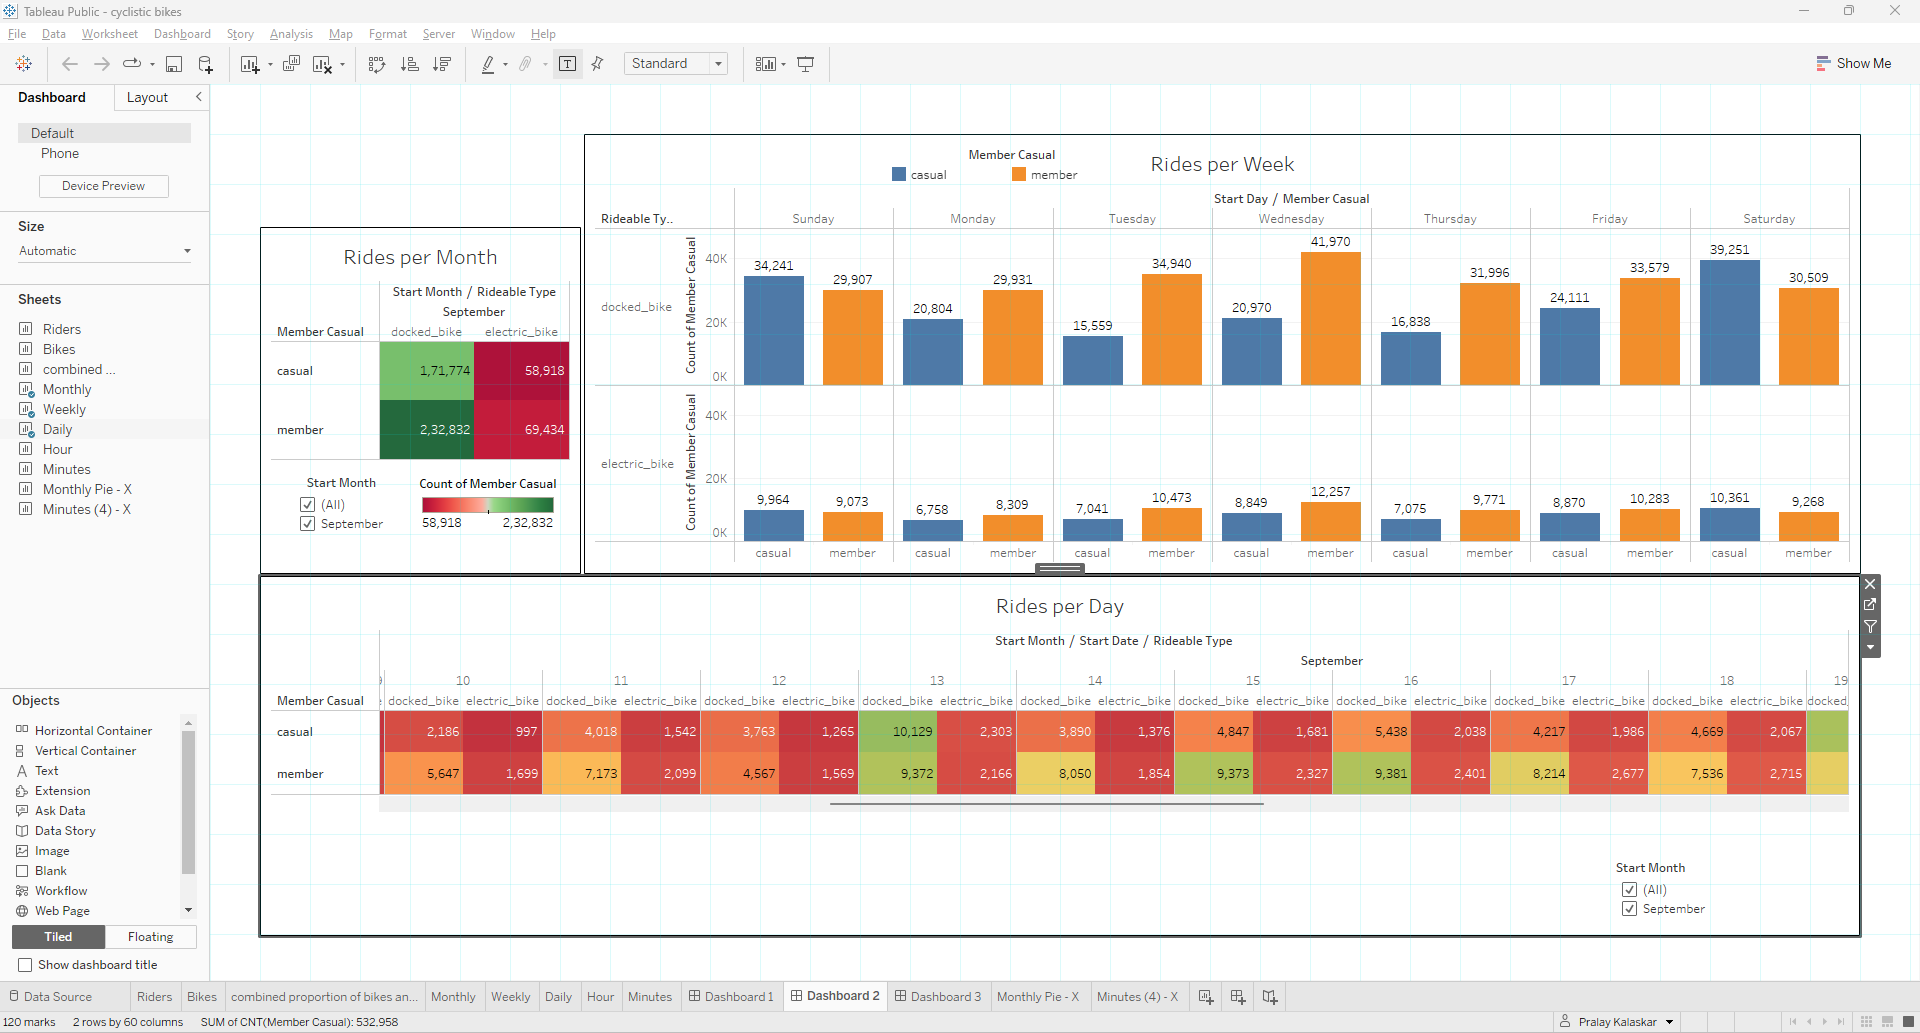 Tableau Public - cyclistic bikes
File Data Worksheet Dashboard Story Analysis Map Format Server Window Help
Standard
Show Me
Dashboard Layout
Default
Phone
Device Preview
Size
Automatic
Sheets
Riders
Bikes
combined ...
Monthly
Weekly
Daily
Hour
Minutes
Monthly Pie - X
Minutes (4) - X
Objects
Horizontal Container
Vertical Container
Text
Extension
Ask Data
Data Story
Image
Blank
Workflow
Web Page
Tiled Floating
Show dashboard title
Rides per Month
Start Month / Rideable Type
September
Member Casual docked_bike electric_bike
casual 1,71,774 58,918
member 2,32,832 69,434
Start Month
(All)
September
Count of Member Casual
58,918 2,32,832
Member Casual
casual member
Rides per Week
Start Day / Member Casual
Rideable Ty.. Sunday Monday Tuesday Wednesday Thursday Friday Saturday
docked_bike
Count of Member Casual
40K
20K
0K
34,241 29,907 20,804 29,931 15,559 34,940 20,970 41,970 16,838 31,996 24,111 33,579 39,251 30,509
electric_bike
Count of Member Casual
40K
20K
0K
9,964 9,073 6,758 8,309 7,041 10,473 8,849 12,257 7,075 9,771 8,870 10,283 10,361 9,268
casual member casual member casual member casual member casual member casual member casual member
Rides per Day
Start Month / Start Date / Rideable Type
September
10 11 12 13 14 15 16 17 18 19
Member Casual docked_bike electric_bike docked_bike electric_bike docked_bike electric_bike docked_bike electric_bike docked_bike electric_bike docked_bike electric_bike docked_bike electric_bike docked_bike electric_bike docked_bike electric_bike docked_
casual 2,186 997 4,018 1,542 3,763 1,265 10,129 2,303 3,890 1,376 4,847 1,681 5,438 2,038 4,217 1,986 4,669 2,067
member 5,647 1,699 7,173 2,099 4,567 1,569 9,372 2,166 8,050 1,854 9,373 2,327 9,381 2,401 8,214 2,677 7,536 2,715
Start Month
(All)
September
Data Source Riders Bikes combined proportion of bikes an... Monthly Weekly Daily Hour Minutes Dashboard 1 Dashboard 2 Dashboard 3 Monthly Pie - X Minutes (4) - X
120 marks 2 rows by 60 columns SUM of CNT(Member Casual): 532,958 Pralay Kalaskar